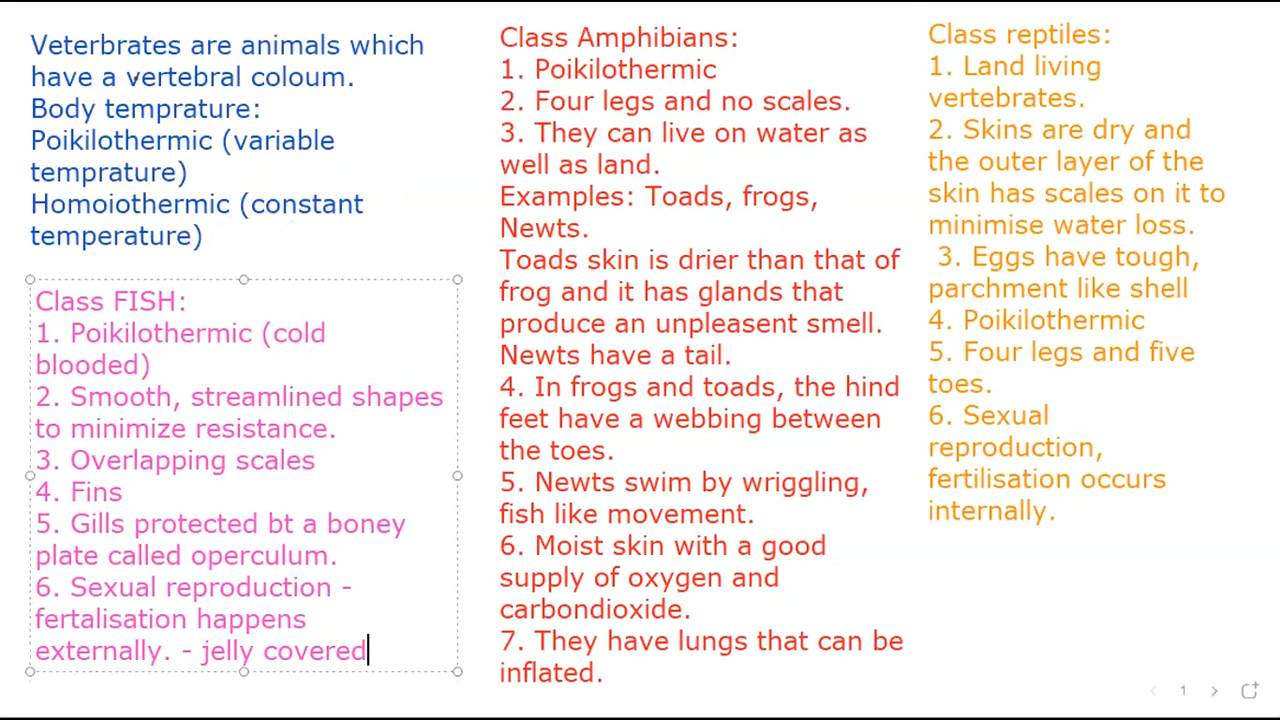 Veterbrates are animals which
have a vertebral coloum.
Body temprature:
Poikilothermic (variable
temprature)
Homoiothermic (constant
temperature)
Class FISH:
1. Poikilothermic (cold
blooded)
2. Smooth, streamlined shapes
to minimize resistance.
3. Overlapping scales
4. Fins
5. Gills protected bt a boney
plate called operculum.
6. Sexual reproduction -
fertalisation happens
externally. - jelly covered
Class Amphibians:
1. Poikilothermic
2. Four legs and no scales.
3. They can live on water as
well as land.
Examples: Toads, frogs,
Newts.
Toads skin is drier than that of
frog and it has glands that
produce an unpleasent smell.
Newts have a tail.
4. In frogs and toads, the hind
feet have a webbing between
the toes.
5. Newts swim by wriggling,
fish like movement.
6. Moist skin with a good
supply of oxygen and
carbondioxide.
7. They have lungs that can be
inflated.
Class reptiles:
1. Land living
vertebrates.
2. Skins are dry and
the outer layer of the
skin has scales on it to
minimise water loss.
3. Eggs have tough,
parchment like shell
4. Poikilothermic
5. Four legs and five
toes.
6. Sexual
reproduction,
fertilisation occurs
internally.
1